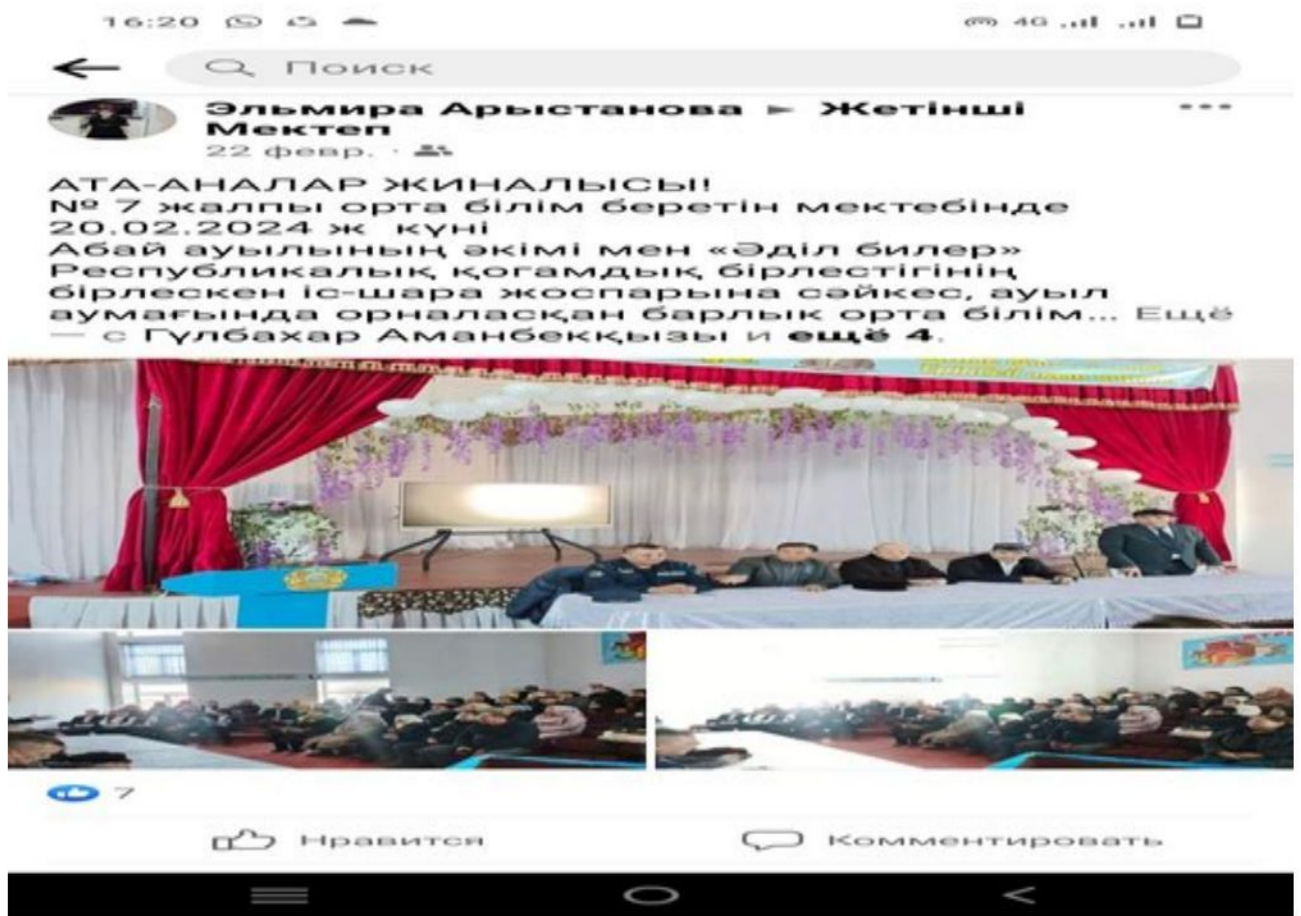 16:20 4G
Поиск
Эльмира Арыстанова ► Жетінші
Мектеп
22 февр. ·
АТА-АНАЛАР ЖИНАЛЫСЫ!
№ 7 жалпы орта білім беретін мектебінде
20.02.2024 ж күні
Абай ауылының әкімі мен «Әділ билер»
Республикалық қоғамдық бірлестігінің
бірлескен іс-шара жоспарына сәйкес, ауыл
аумағында орналасқан барлық орта білім... Ещё
— с Гүлбахар Аманбекқызы и ещё 4.
7
Нравится Комментировать